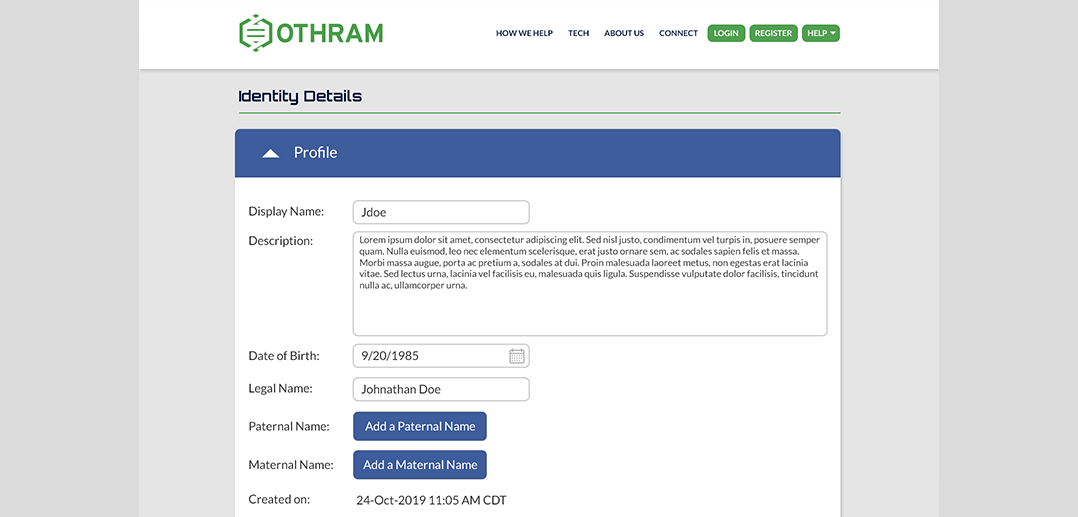 OTHRAM
HOW WE HELP TECH ABOUT US CONNECT LOGIN REGISTER HELP
Identity Details
Profile
Display Name: Jdoe
Description: Lorem ipsum dolor sit amet, consectetur adipiscing elit. Sed nisl justo, condimentum vel turpis in, posuere semper
quam. Nulla euismod, leo nec elementum scelerisque, erat justo ornare sem, ac sodales sapien felis et massa.
Morbi massa augue, porta ac pretium a, sodales at dui. Proin malesuada laoreet metus, non egestas erat lacinia
vitae. Sed lectus urna, lacinia vel facilisis eu, malesuada quis ligula. Suspendisse vulputate dolor facilisis, tincidunt
nulla ac, ullamcorper urna.
Date of Birth: 9/20/1985
Legal Name: Johnathan Doe
Paternal Name: Add a Paternal Name
Maternal Name: Add a Maternal Name
Created on: 24-Oct-2019 11:05 AM CDT